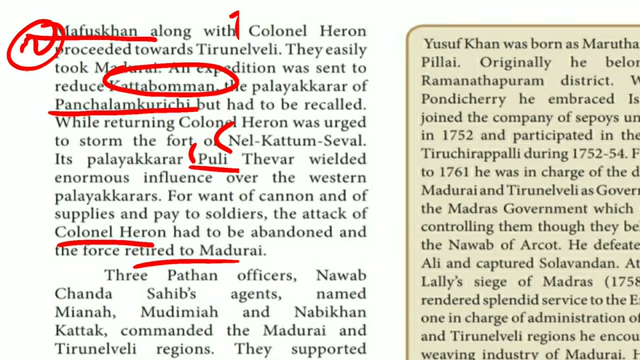 Mafuskhan along with Colonel Heron
proceeded towards Tirunelveli. They easily
took Madurai. An expedition was sent to
reduce Kattabomman, the palayakkarar of
Panchalamkurichi but had to be recalled.
While returning Colonel Heron was urged
to storm the fort of Nel-Kattum-Seval.
Its palayakkarar Puli Thevar wielded
enormous influence over the western
palayakkarars. For want of cannon and of
supplies and pay to soldiers, the attack of
Colonel Heron had to be abandoned and
the force retired to Madurai.
Three Pathan officers, Nawab
Chanda Sahib's agents, named
Mianah, Mudimiah and Nabikhan
Kattak, commanded the Madurai and
Tirunelveli regions. They supported
Yusuf Khan was born as Marutha
Pillai. Originally he belon
Ramanathapuram district. W
Pondicherry he embraced Is
joined the company of sepoys un
in 1752 and participated in the
Tiruchirappalli during 1752-54. F
to 1761 he was in charge of the d
Madurai and Tirunelveli as Govern
the Madras Government which
controlling them though they bel
the Nawab of Arcot. He defeate
Ali and captured Solavandan. At
Lally's siege of Madras (1758
rendered splendid service to the E
one in charge of administration of
and Tirunelveli regions he encou
weaving industry of Madurai. H